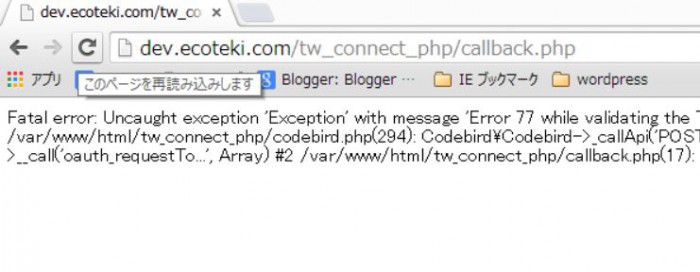 dev.ecoteki.com/tw_co
dev.ecoteki.com/tw_connect_php/callback.php
アプリ Blogger: Blogger … IE ブックマーク wordpress
このページを再読み込みします
Fatal error: Uncaught exception 'Exception' with message 'Error 77 while validating the
/var/www/html/tw_connect_php/codebird.php(294): Codebird¥Codebird->_callApi('POST
>__call('oauth_requestTo...', Array) #2 /var/www/html/tw_connect_php/callback.php(17):